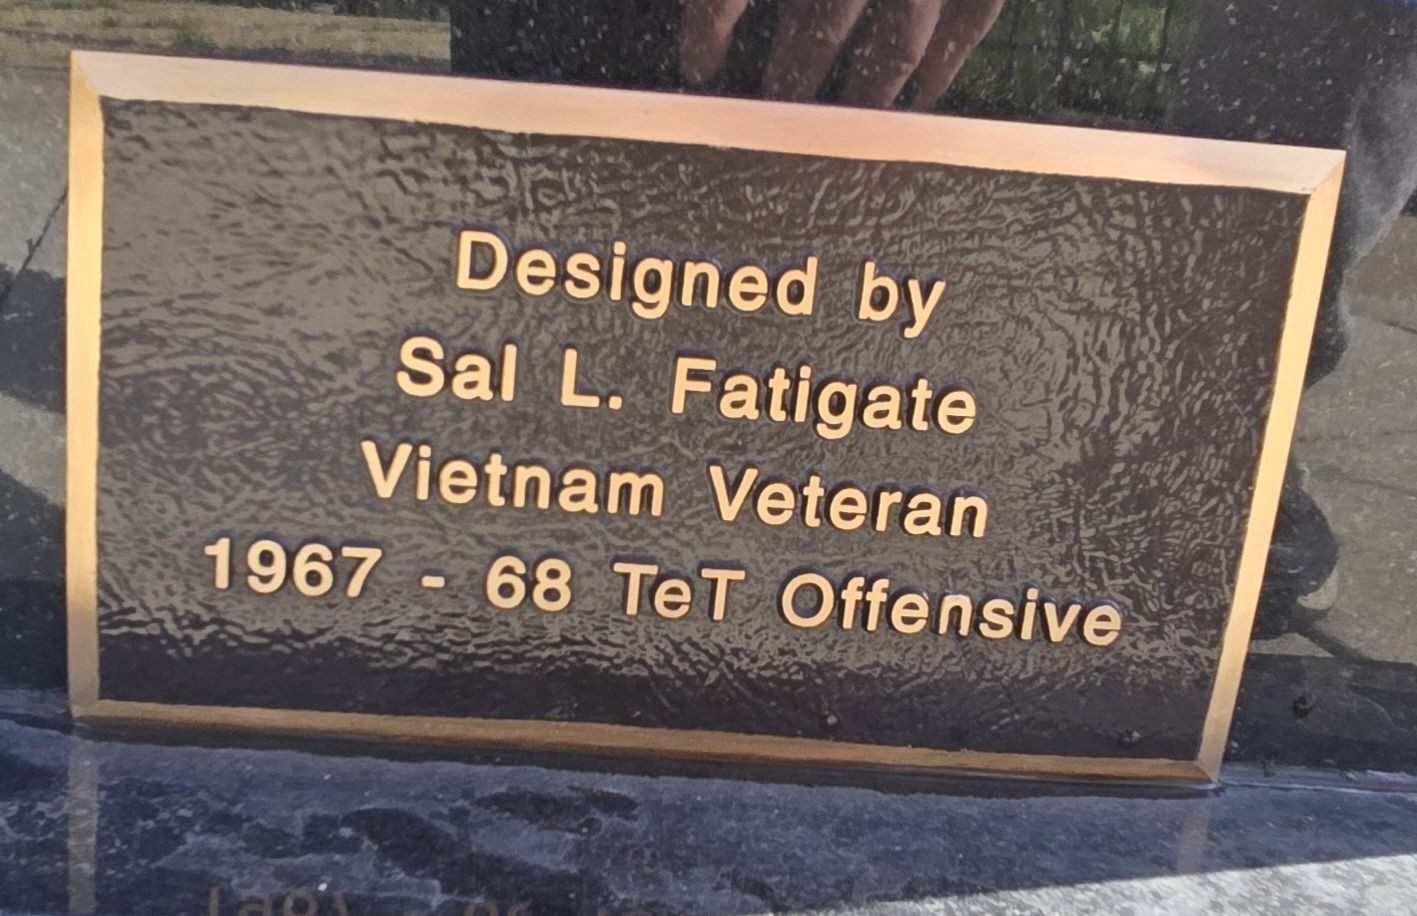 Designed by
Sal L. Fatigate
Vietnam Veteran
1967 - 68 TeT Offensive